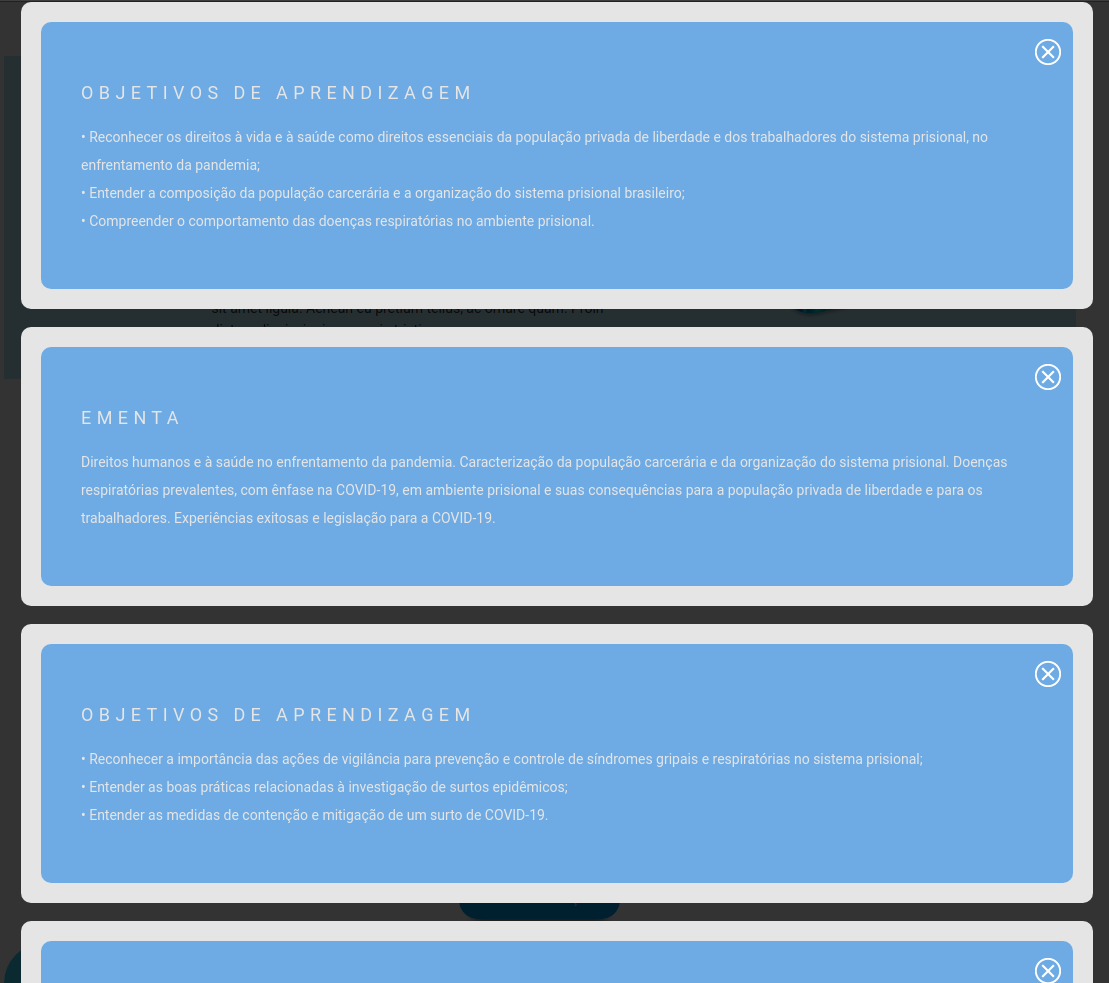 OBJETIVOS DE APRENDIZAGEM
• Reconhecer os direitos à vida e à saúde como direitos essenciais da população privada de liberdade e dos trabalhadores do sistema prisional, no
enfrentamento da pandemia;
• Entender a composição da população carcerária e a organização do sistema prisional brasileiro;
• Compreender o comportamento das doenças respiratórias no ambiente prisional.
EMENTA
Direitos humanos e à saúde no enfrentamento da pandemia. Caracterização da população carcerária e da organização do sistema prisional. Doenças
respiratórias prevalentes, com ênfase na COVID-19, em ambiente prisional e suas consequências para a população privada de liberdade e para os
trabalhadores. Experiências exitosas e legislação para a COVID-19.
OBJETIVOS DE APRENDIZAGEM
• Reconhecer a importância das ações de vigilância para prevenção e controle de síndromes gripais e respiratórias no sistema prisional;
• Entender as boas práticas relacionadas à investigação de surtos epidêmicos;
• Entender as medidas de contenção e mitigação de um surto de COVID-19.